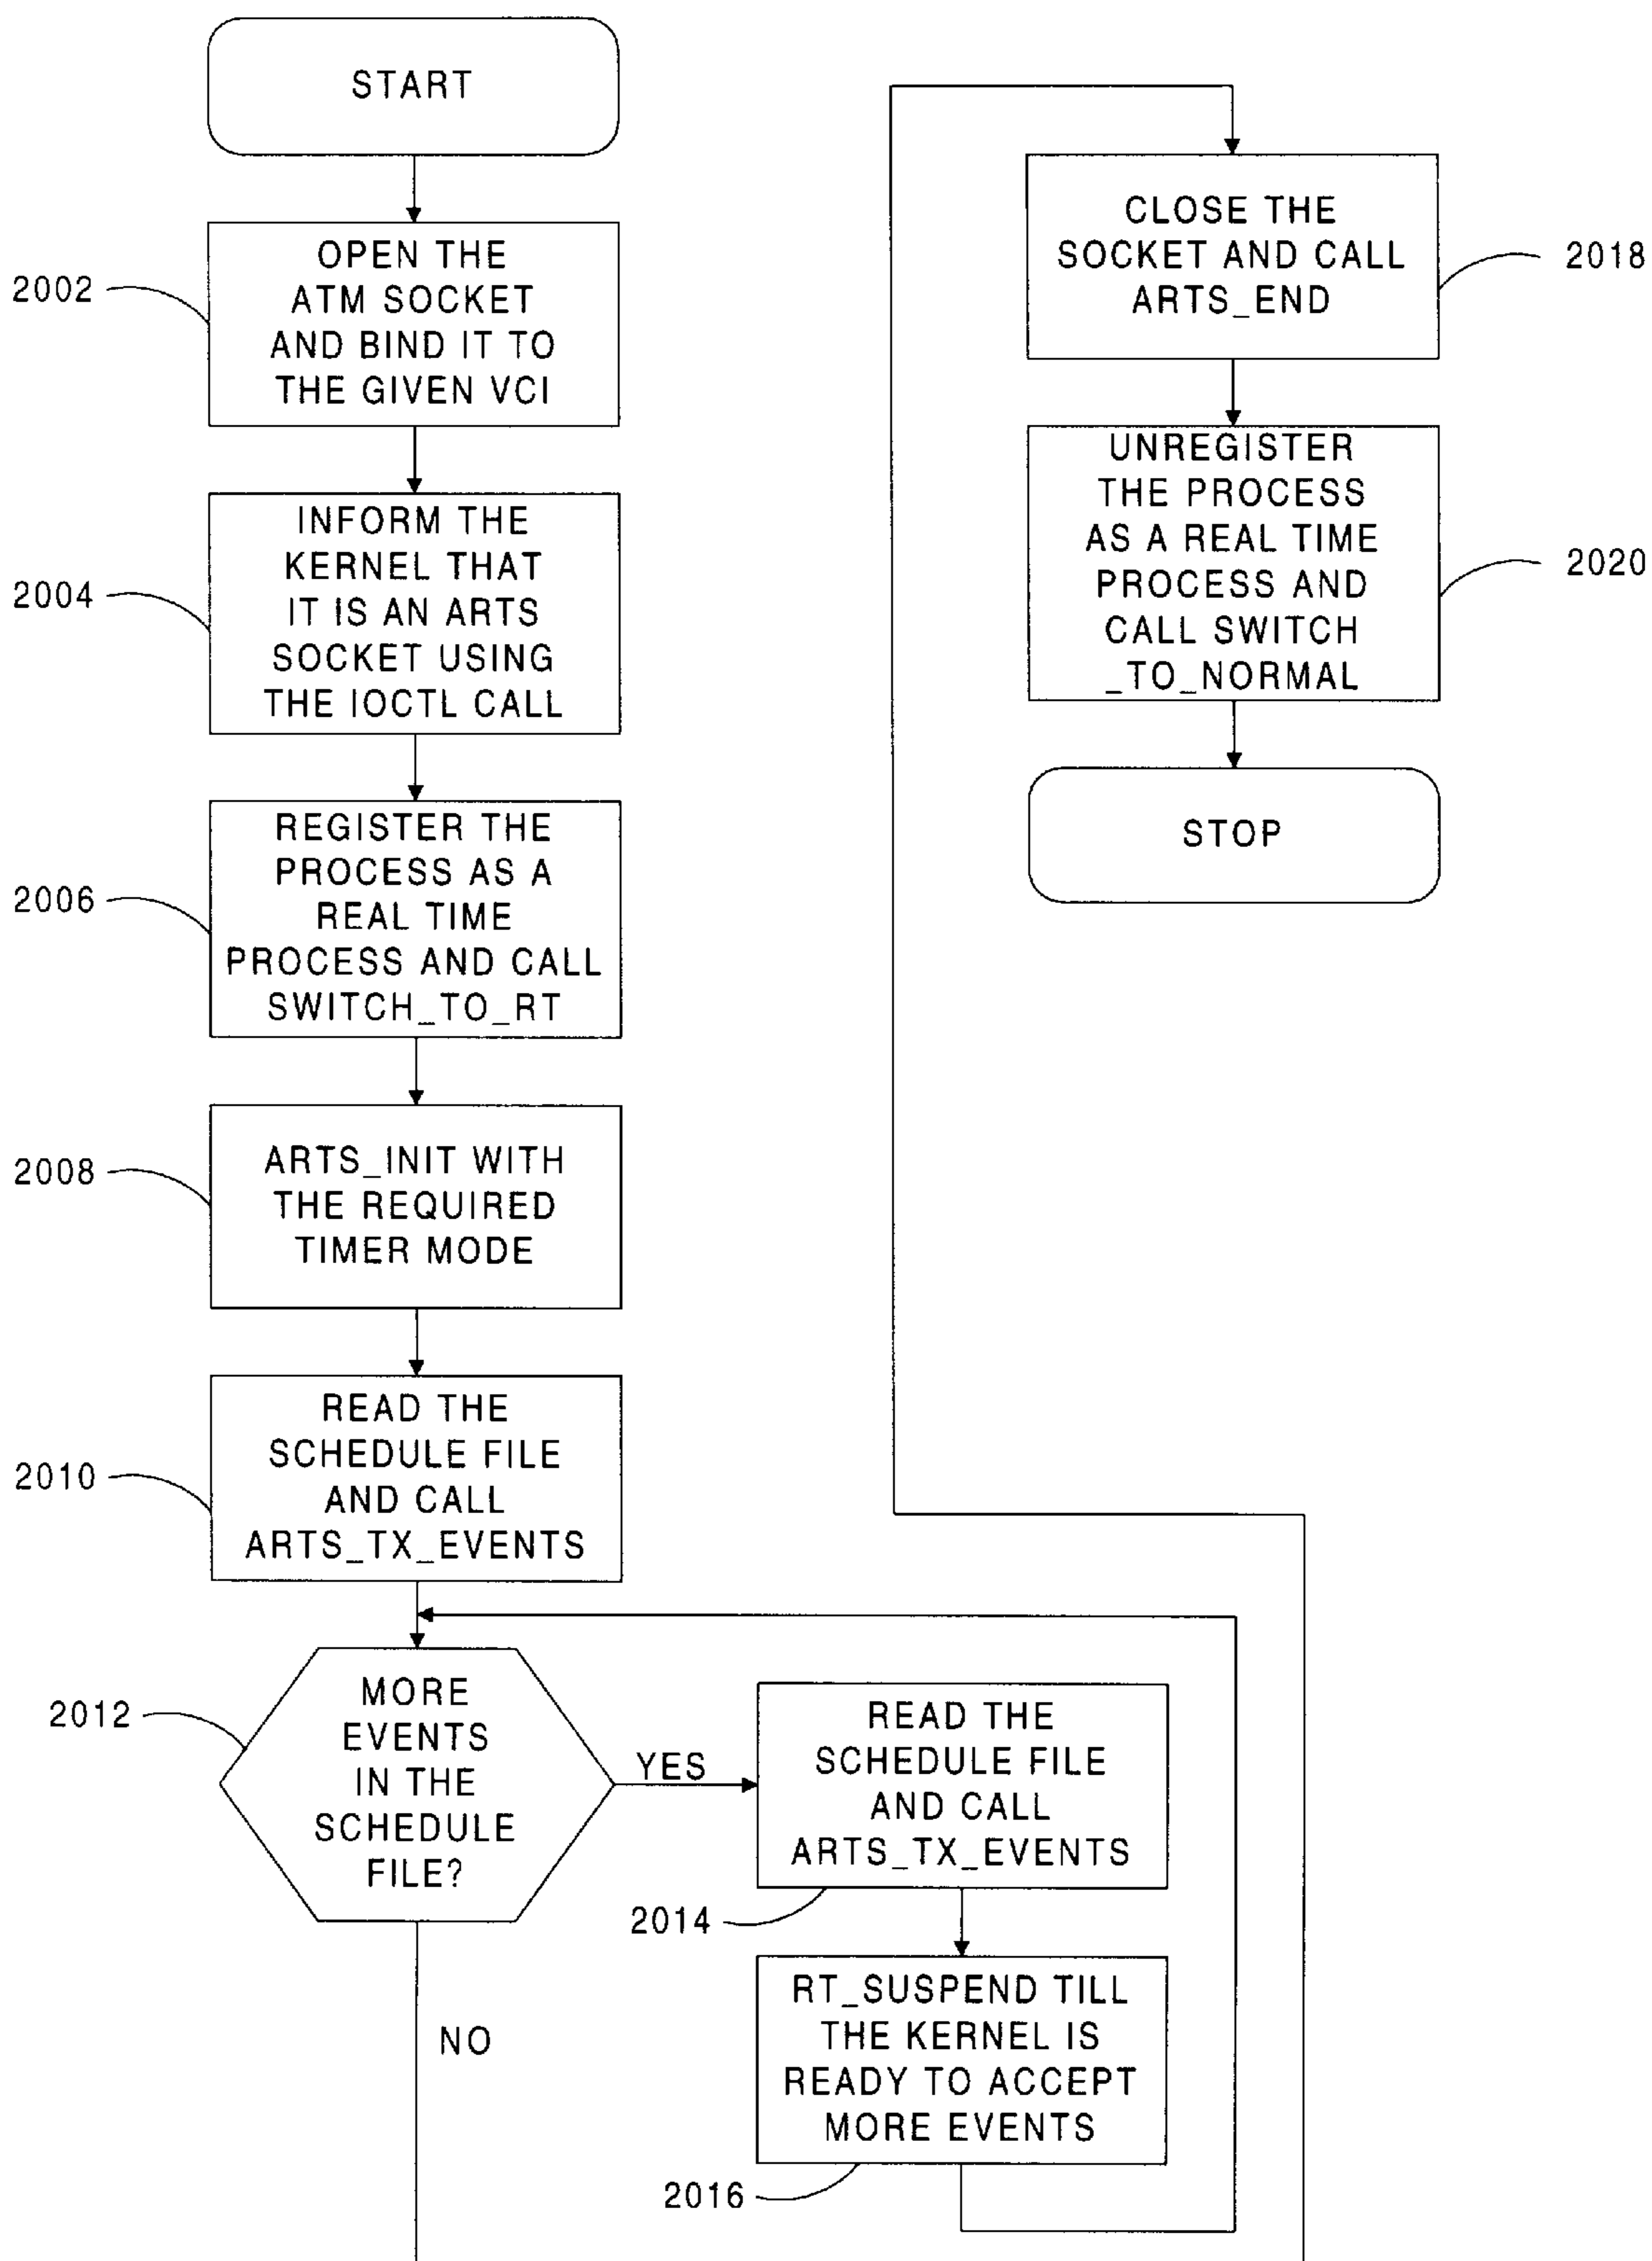 START
2002
OPEN THE
ATM SOCKET
AND BIND IT TO
THE GIVEN VCI
2004
INFORM THE
KERNEL THAT
IT IS AN ARTS
SOCKET USING
THE IOCTL CALL
2006
REGISTER THE
PROCESS AS A
REAL TIME
PROCESS AND CALL
SWITCH_TO_RT
2008
ARTS_INIT WITH
THE REQUIRED
TIMER MODE
2010
READ THE
SCHEDULE FILE
AND CALL
ARTS_TX_EVENTS
2012
MORE
EVENTS
IN THE
SCHEDULE
FILE?
YES
NO
READ THE
SCHEDULE FILE
AND CALL
ARTS_TX_EVENTS
2014
RT_SUSPEND TILL
THE KERNEL IS
READY TO ACCEPT
MORE EVENTS
2016
CLOSE THE
SOCKET AND CALL
ARTS_END
2018
UNREGISTER
THE PROCESS
AS A REAL TIME
PROCESS AND
CALL SWITCH
_TO_NORMAL
2020
STOP